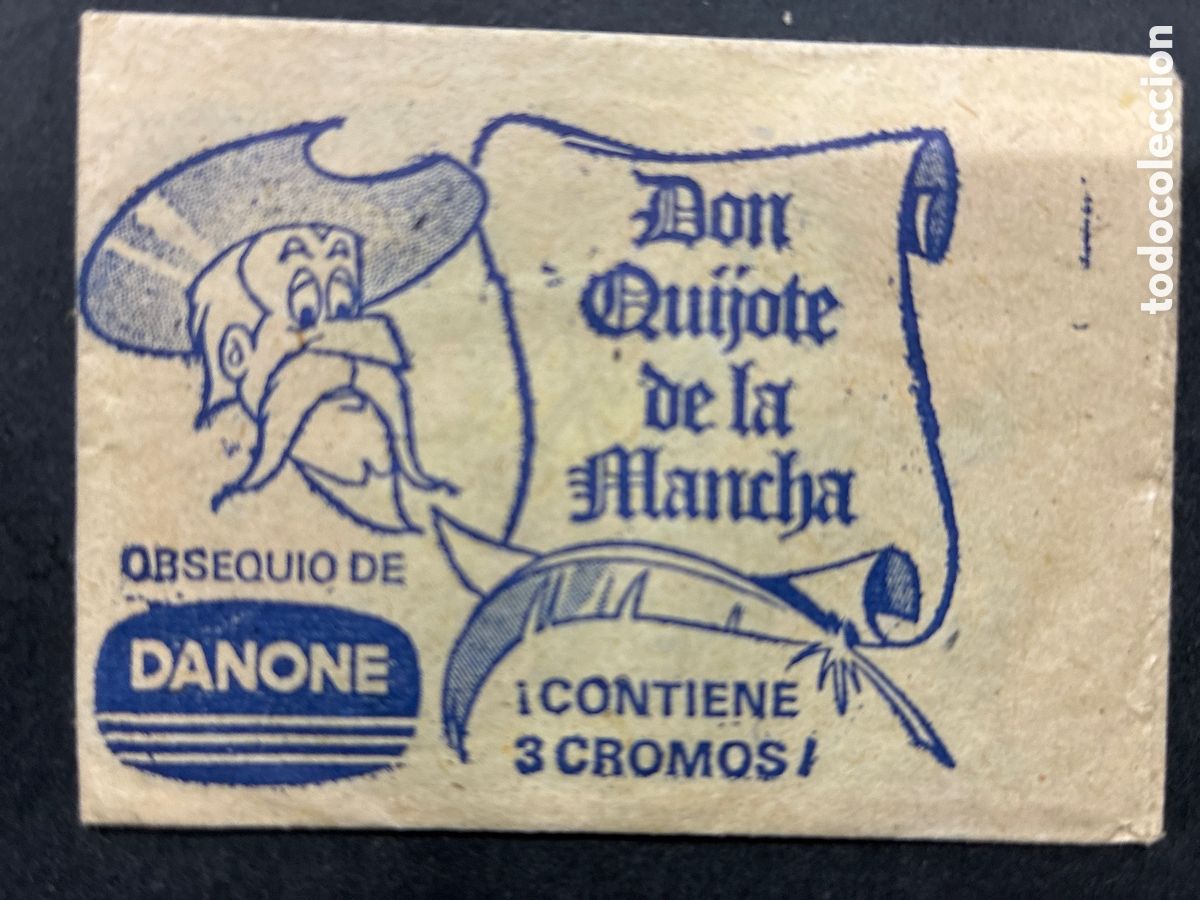 Don
Quijote
de la
Mancha
OBSEQUIO DE
DANONE
¡CONTIENE
3 CROMOS!
todocoleccion